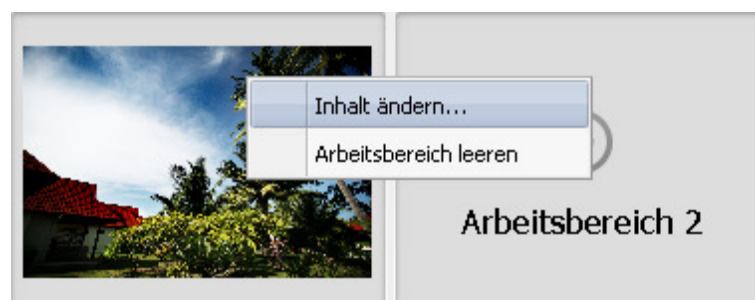 Inhalt ändern...
Arbeitsbereich leeren
Arbeitsbereich 2